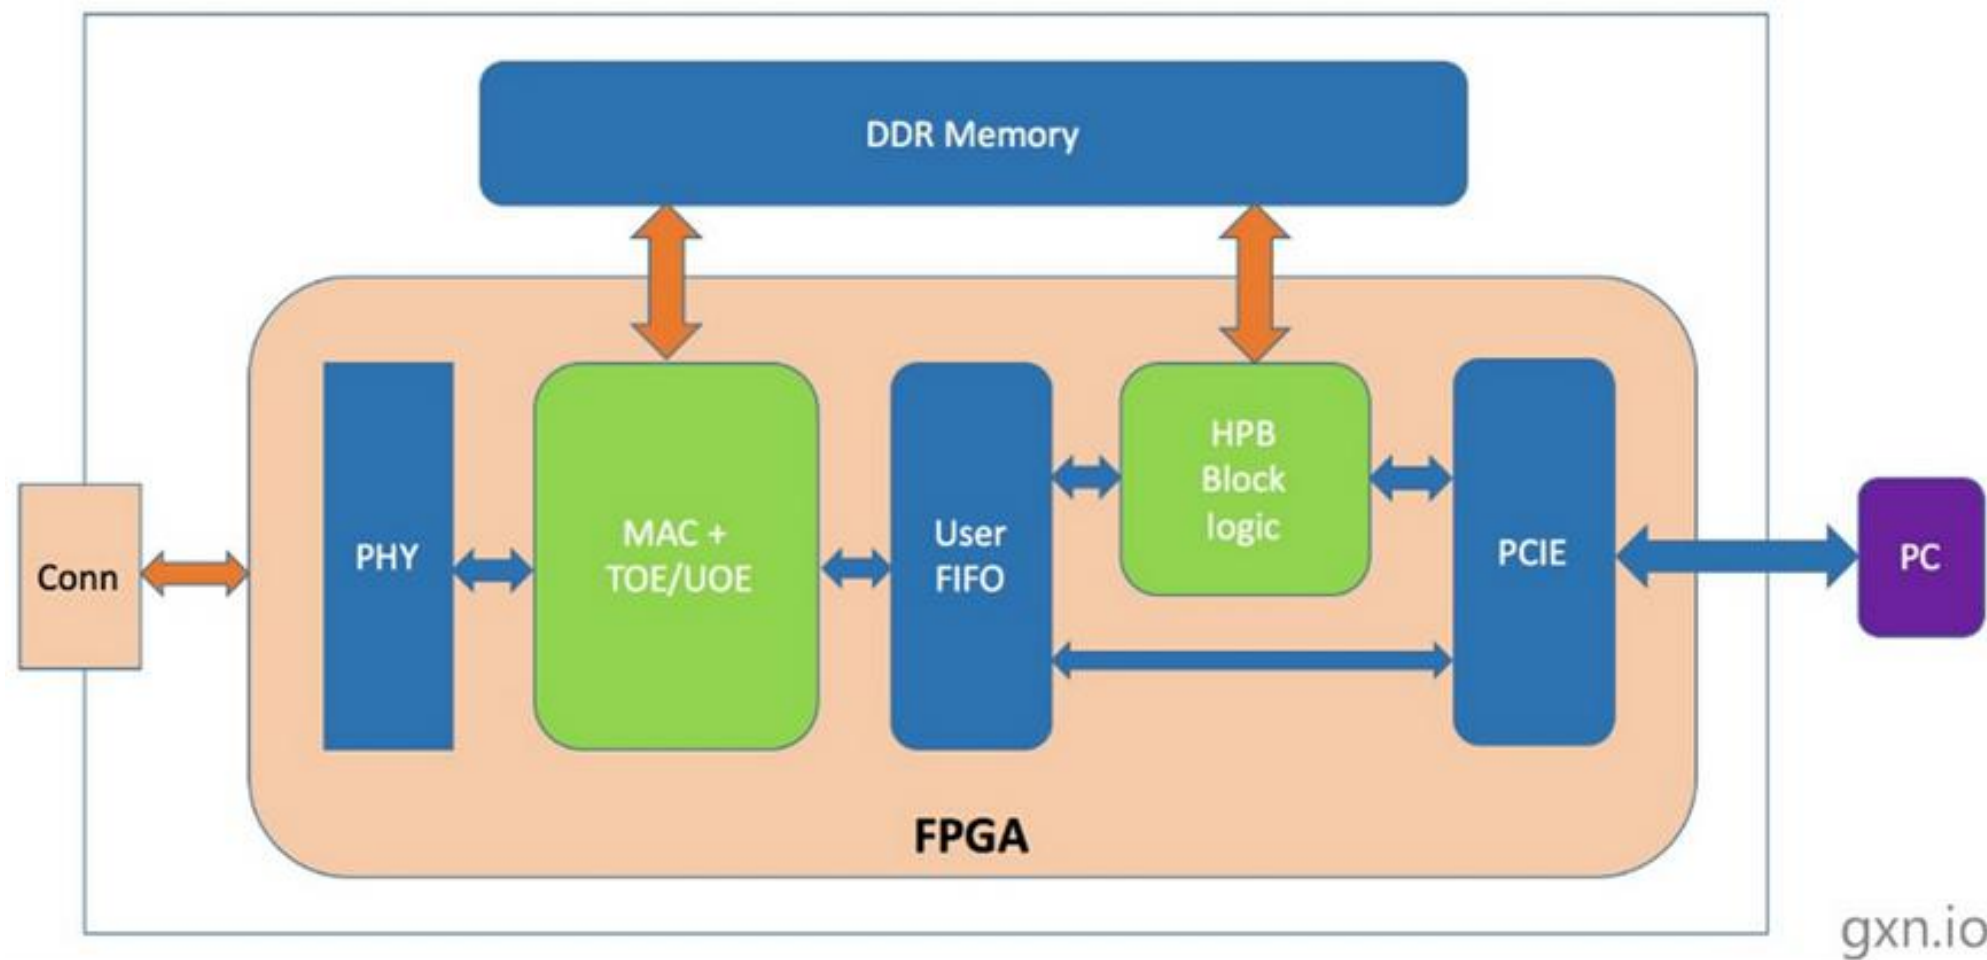 DDR Memory
Conn
PHY
MAC +
TOE/UOE
User
FIFO
HPB
Block
logic
PCIE
PC
FPGA
gxn.io